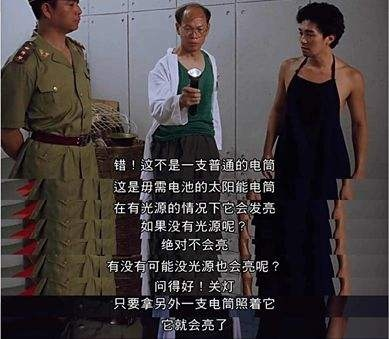 错！这不是一支普通的电筒
这是毋需电池的太阳能电筒
在有光源的情况下它会发亮
如果没有光源呢？
绝对不会亮
有没有可能没光源也会亮呢？
问得好！关灯
只要拿另外一支电筒照着它
它就会亮了